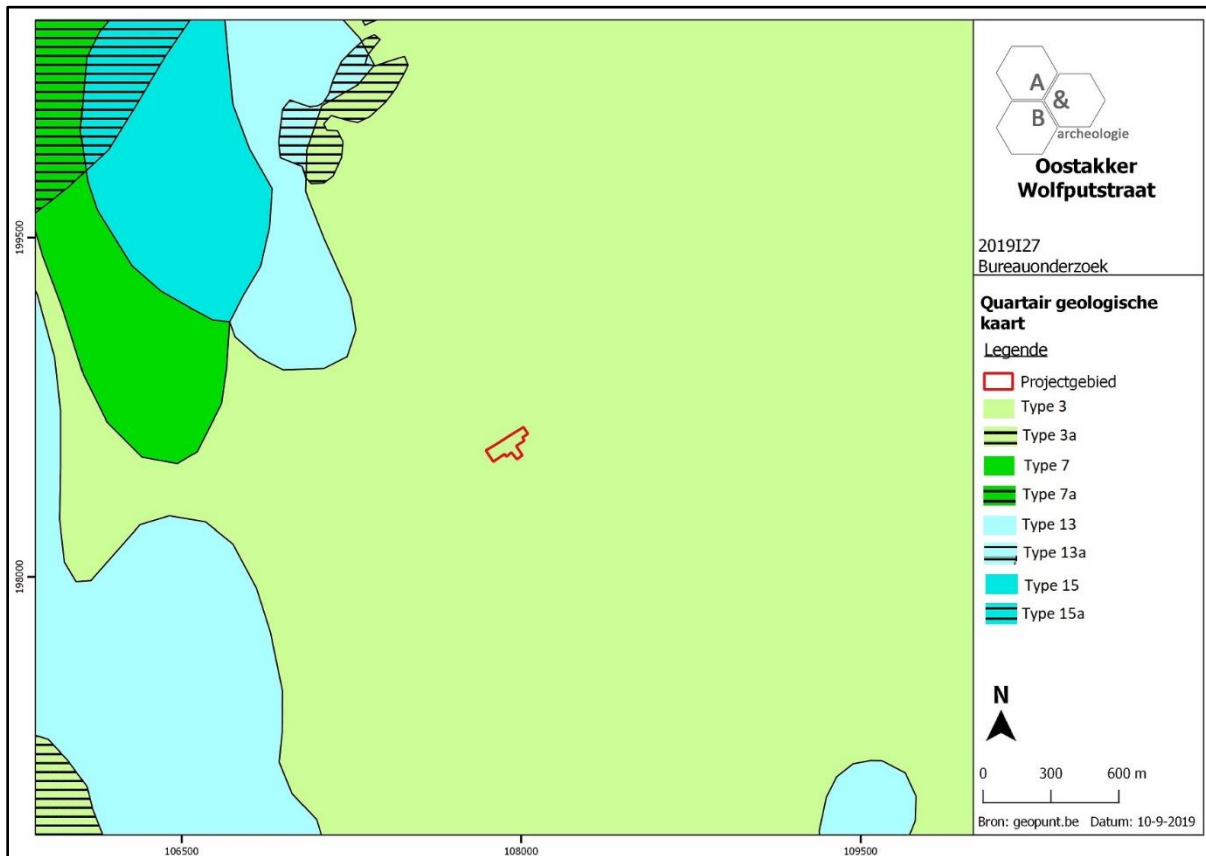 A
&
B
archeologie
Oostakker
Wolfputstraat
2019I27
Bureauonderzoek
Quartair geologische
kaart
Legende
Projectgebied
Type 3
Type 3a
Type 7
Type 7a
Type 13
Type 13a
Type 15
Type 15a
N
0 300 600 m
Bron: geopunt.be Datum: 10-9-2019
199500
198000
106500 108000 109500